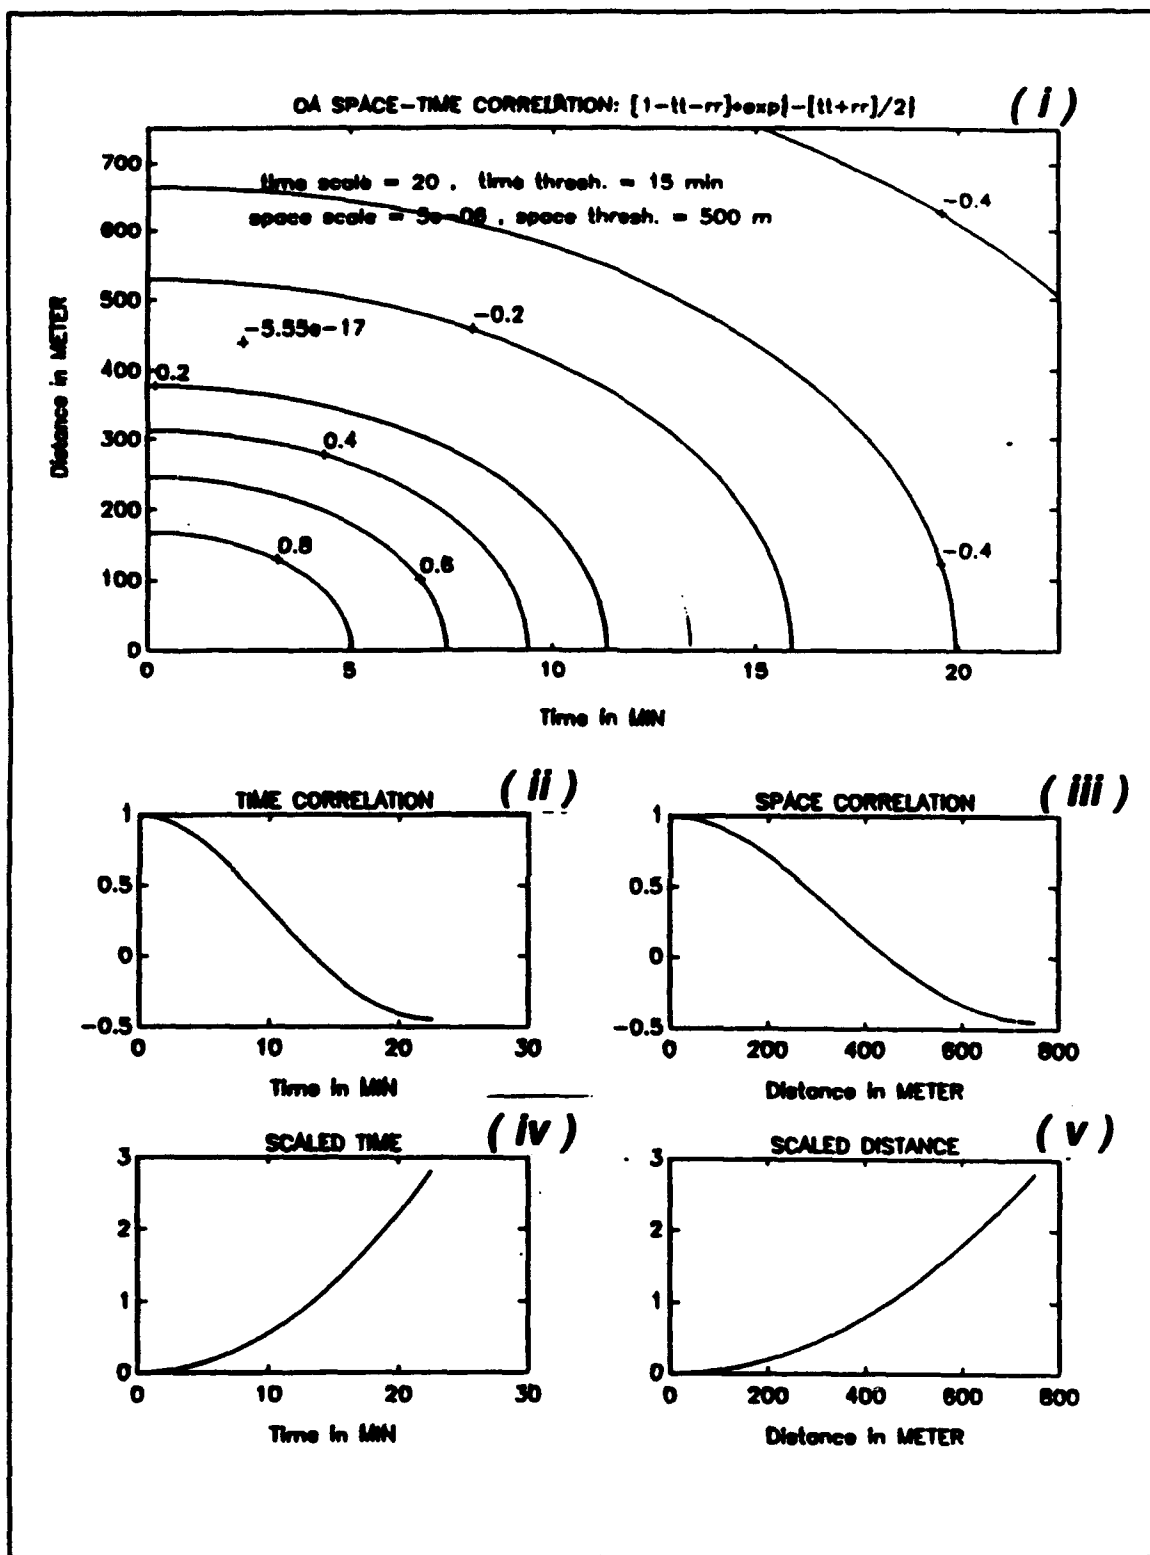 OA SPACE-TIME CORRELATION: [1-tt-rr]*exp{-[tt+rr]/2}
( i )
time scale = 20 , time thresh. = 15 min
space scale = 5e-06 , space thresh. = 500 m
700
600
500
400
300
200
100
0
Distance in METER
-0.4
-0.2
-5.55e-17
0.2
0.4
0.8
0.6
-0.4
0 5 10 15 20
Time in MIN
TIME CORRELATION
( ii )
1
0.5
0
-0.5
0 10 20 30
Time in MIN
SPACE CORRELATION
( iii )
1
0.5
0
-0.5
0 200 400 600 800
Distance in METER
SCALED TIME
( iv )
3
2
1
0
0 10 20 30
Time in MIN
SCALED DISTANCE
( v )
3
2
1
0
0 200 400 600 800
Distance in METER